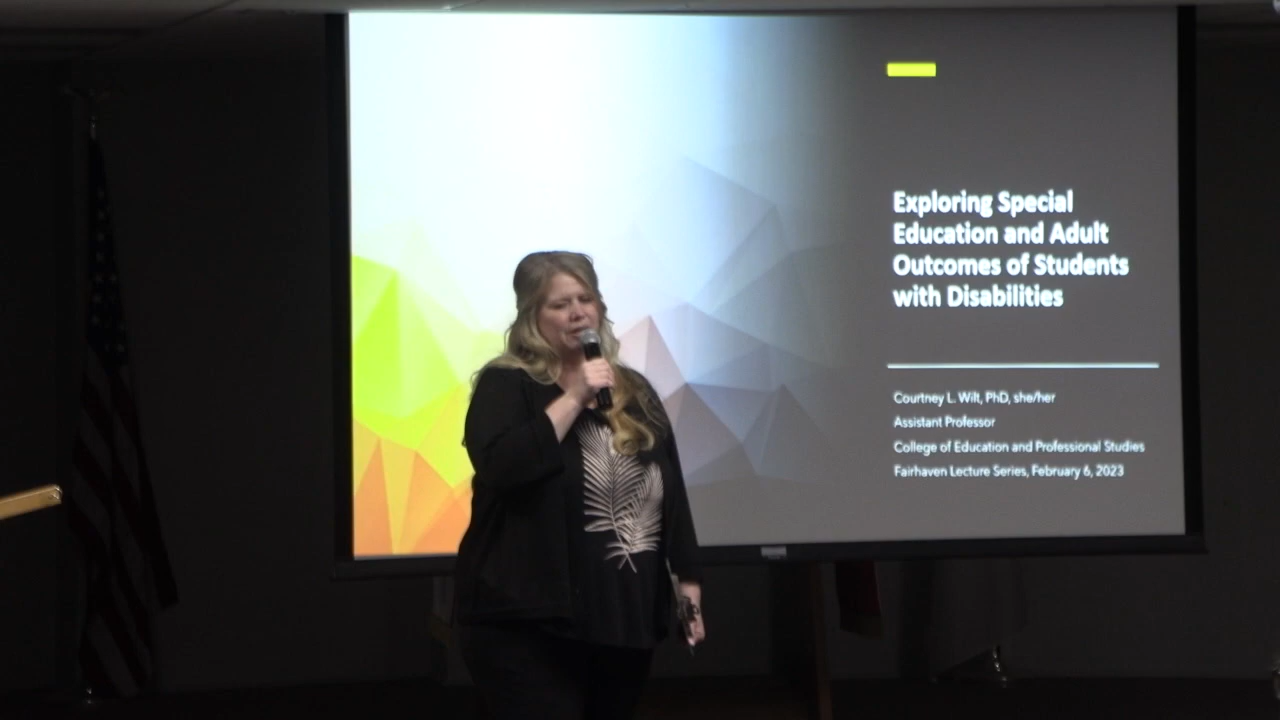 Exploring Special
Education and Adult
Outcomes of Students
with Disabilities
Courtney L. Wilt, PhD, she/her
Assistant Professor
College of Education and Professional Studies
Fairhaven Lecture Series, February 6, 2023